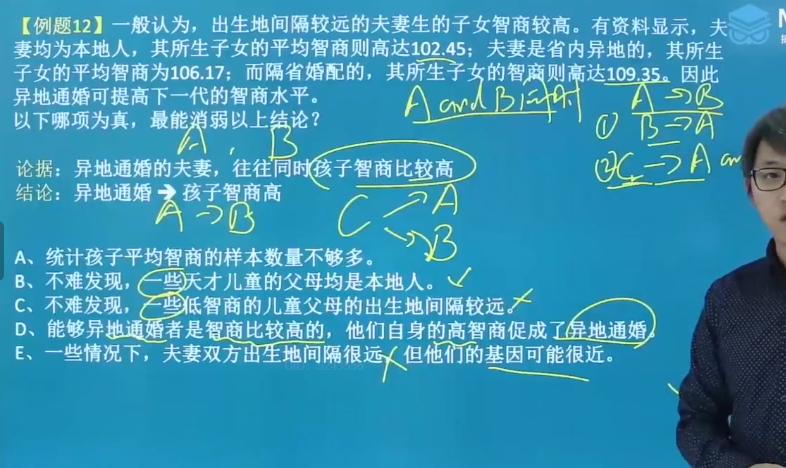 【例题12】一般认为，出生地间隔较远的夫妻生的子女智商较高。有资料显示，夫
妻均为本地人，其所生子女的平均智商则高达102.45；夫妻是省内异地的，其所生
子女的平均智商为106.17；而隔省婚配的，其所生子女的智商则高达109.35。因此
异地通婚可提高下一代的智商水平。
A and B 同时
A → B
① B → A
② C → A an
以下哪项为真，最能消弱以上结论？
A , B
论据：异地通婚的夫妻，往往同时孩子智商比较高
结论：异地通婚 → 孩子智商高
A → B
C → A
→ B
A、统计孩子平均智商的样本数量不够多。
B、不难发现，一些天才儿童的父母均是本地人。
C、不难发现，一些低智商的儿童父母的出生地间隔较远。
D、能够异地通婚者是智商比较高的，他们自身的高智商促成了异地通婚。
E、一些情况下，夫妻双方出生地间隔很远，但他们的基因可能很近。